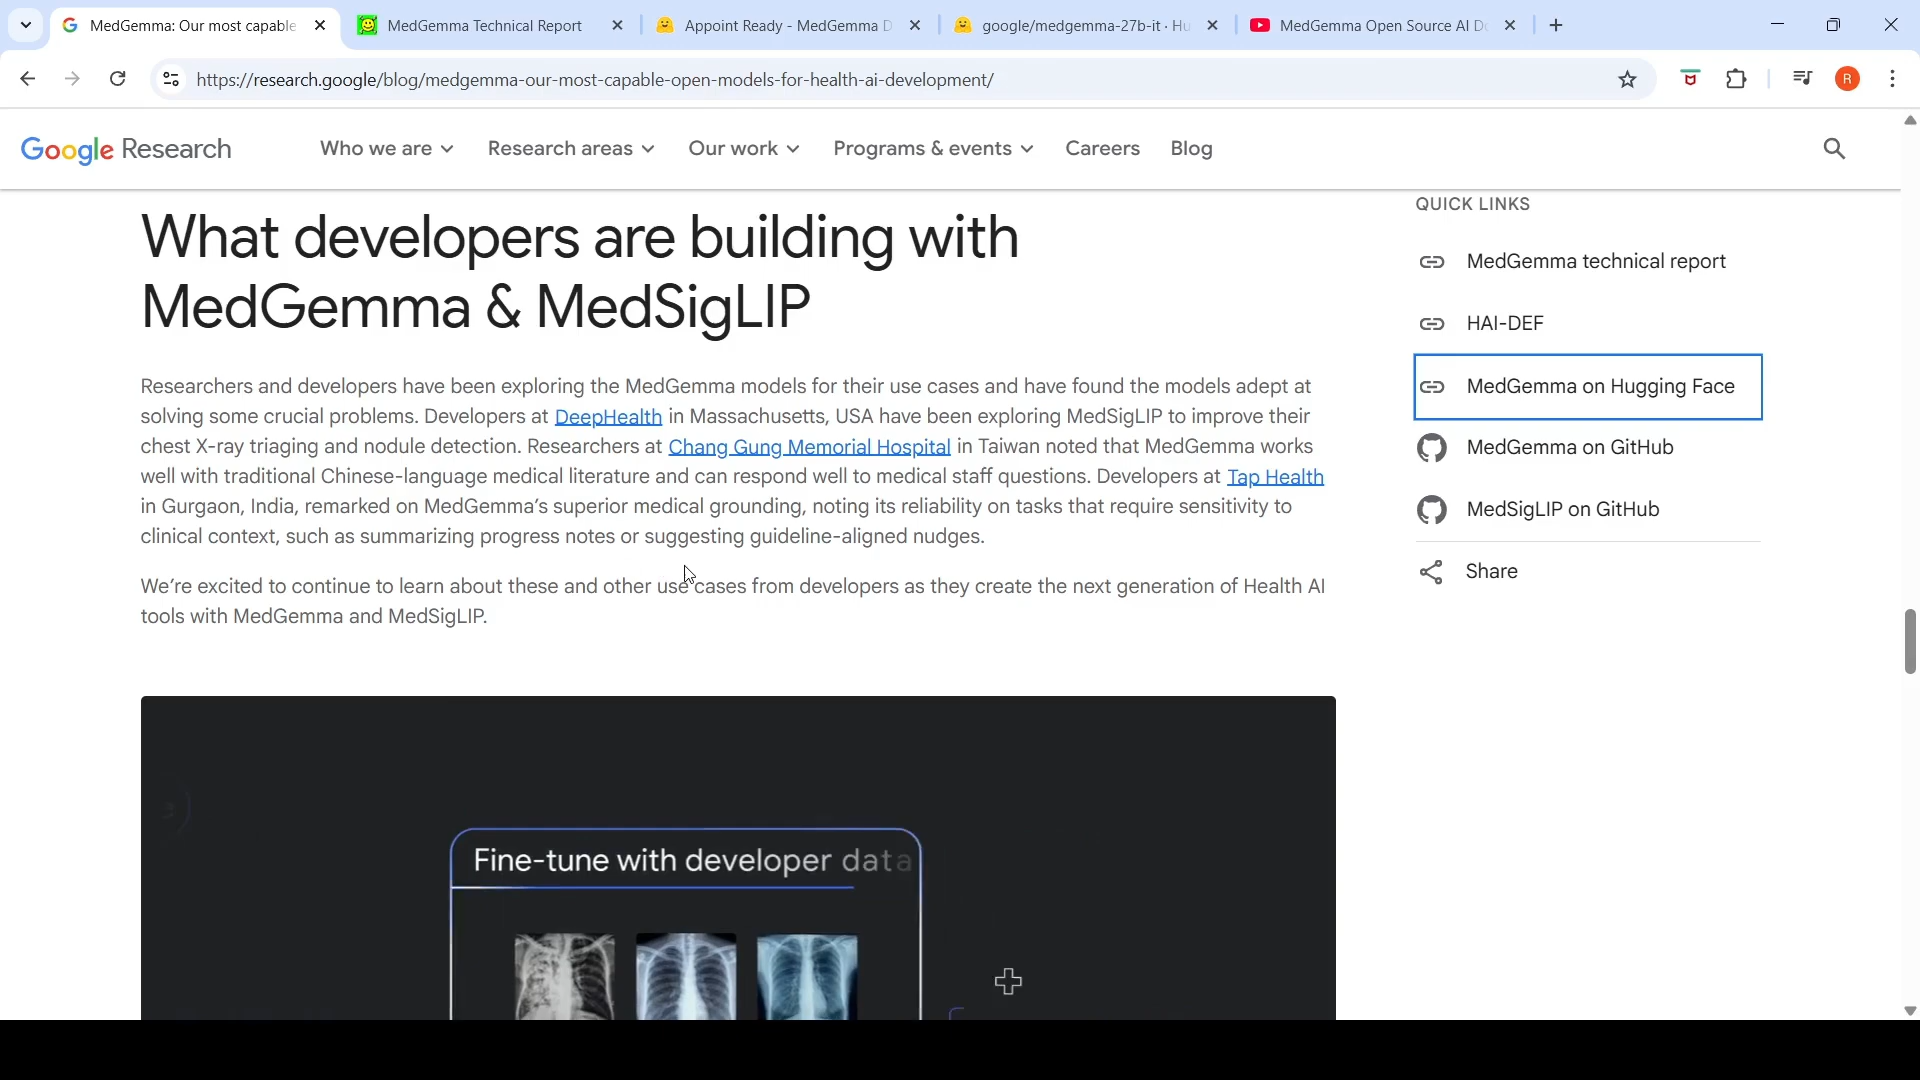 MedGemma: Our most capable
MedGemma Technical Report
Appoint Ready - MedGemma D
google/medgemma-27b-it · Hu
MedGemma Open Source AI De
https://research.google/blog/medgemma-our-most-capable-open-models-for-health-ai-development/
R
Google Research
Who we are
Research areas
Our work
Programs & events
Careers
Blog
What developers are building with
MedGemma & MedSigLIP
Researchers and developers have been exploring the MedGemma models for their use cases and have found the models adept at
solving some crucial problems. Developers at DeepHealth in Massachusetts, USA have been exploring MedSigLIP to improve their
chest X-ray triaging and nodule detection. Researchers at Chang Gung Memorial Hospital in Taiwan noted that MedGemma works
well with traditional Chinese-language medical literature and can respond well to medical staff questions. Developers at Tap Health
in Gurgaon, India, remarked on MedGemma’s superior medical grounding, noting its reliability on tasks that require sensitivity to
clinical context, such as summarizing progress notes or suggesting guideline-aligned nudges.
We’re excited to continue to learn about these and other use cases from developers as they create the next generation of Health AI
tools with MedGemma and MedSigLIP.
Fine-tune with developer data
QUICK LINKS
MedGemma technical report
HAI-DEF
MedGemma on Hugging Face
MedGemma on GitHub
MedSigLIP on GitHub
Share